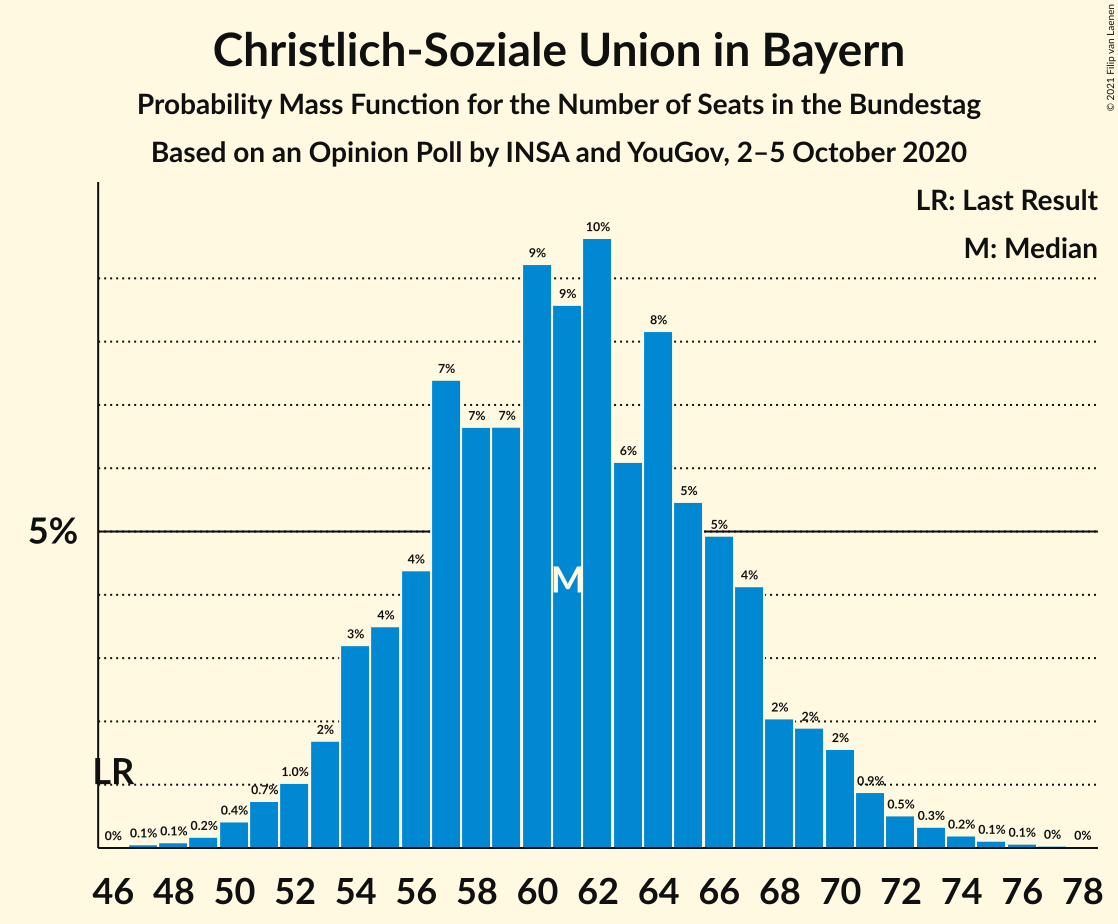 Christlich-Soziale Union in Bayern
Probability Mass Function for the Number of Seats in the Bundestag
Based on an Opinion Poll by INSA and YouGov, 2–5 October 2020
© 2021 Filip van Laenen
LR: Last Result
M: Median
5%
LR
M
0% 0.1% 0.1% 0.2% 0.4% 0.7% 1.0% 2% 3% 4% 4% 7% 7% 7% 9% 9% 10% 6% 8% 5% 5% 4% 2% 2% 2% 0.9% 0.5% 0.3% 0.2% 0.1% 0.1% 0% 0%
46 48 50 52 54 56 58 60 62 64 66 68 70 72 74 76 78